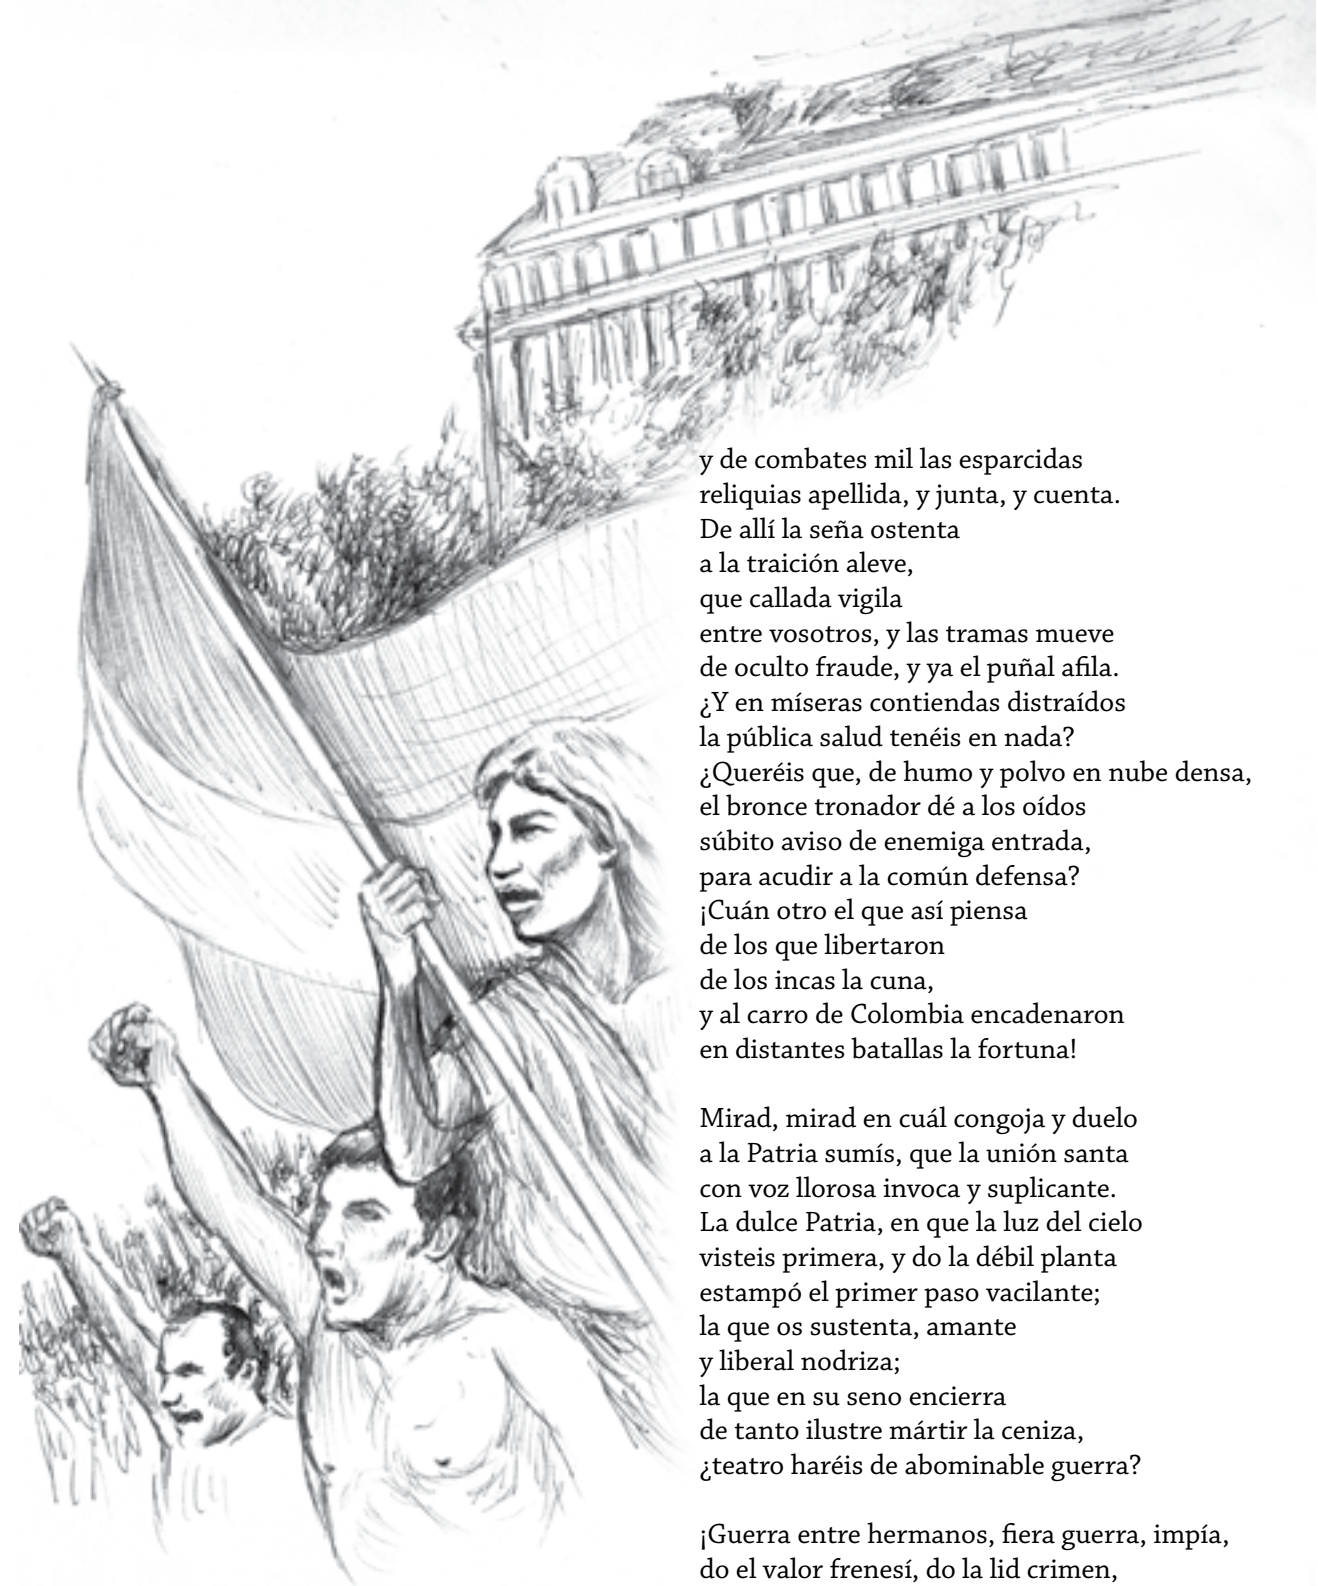 y de combates mil las esparcidas
reliquias apellida, y junta, y cuenta.
De allí la seña ostenta
a la traición aleve,
que callada vigila
entre vosotros, y las tramas mueve
de oculto fraude, y ya el puñal afila.
¿Y en míseras contiendas distraídos
la pública salud tenéis en nada?
¿Queréis que, de humo y polvo en nube densa,
el bronce tronador dé a los oídos
súbito aviso de enemiga entrada,
para acudir a la común defensa?
¡Cuán otro el que así piensa
de los que libertaron
de los incas la cuna,
y al carro de Colombia encadenaron
en distantes batallas la fortuna!

Mirad, mirad en cuál congoja y duelo
a la Patria sumís, que la unión santa
con voz llorosa invoca y suplicante.
La dulce Patria, en que la luz del cielo
visteis primera, y do la débil planta
estampó el primer paso vacilante;
la que os sustenta, amante
y liberal nodriza;
la que en su seno encierra
de tanto ilustre mártir la ceniza,
¿teatro haréis de abominable guerra?

¡Guerra entre hermanos, fiera guerra, impía,
do el valor frenesí, do la lid crimen,